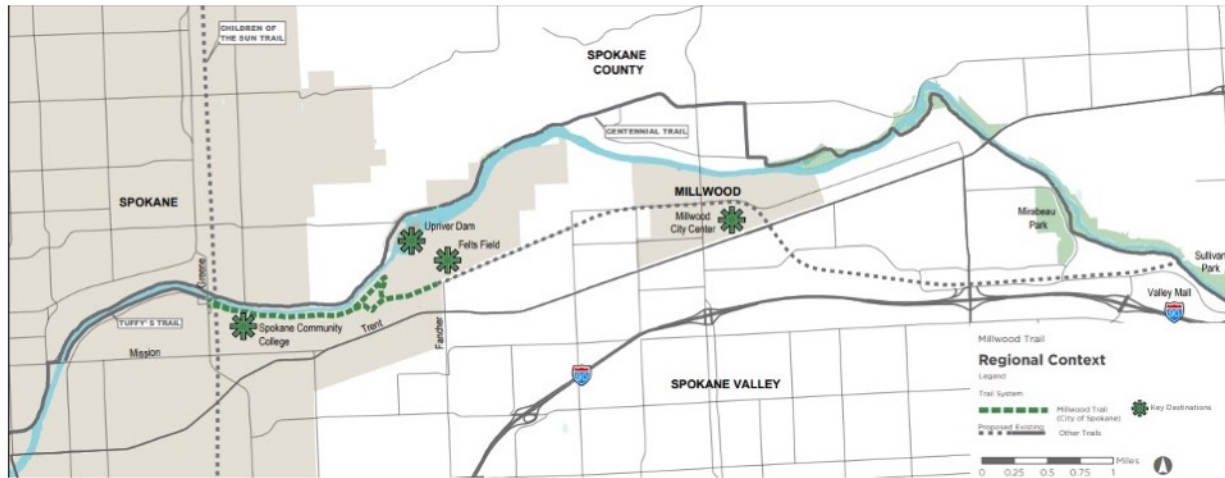 CHILDREN OF
THE SUN TRAIL
SPOKANE
COUNTY
CENTENNIAL TRAIL
SPOKANE
MILLWOOD
Millwood
City Center
Upriver Dam
Felts Field
Mirabeau
Park
Sullivan
Park
Greene
Valley Mall
90
TUFFY'S TRAIL
Spokane Community
College
Trent
Fancher
Mission
90
SPOKANE VALLEY
Millwood Trail
Regional Context
Legend
Trail System
Millwood Trail
(City of Spokane)
Key Destinations
Proposed Existing
Other Trails
Miles
0 0.25 0.5 0.75 1